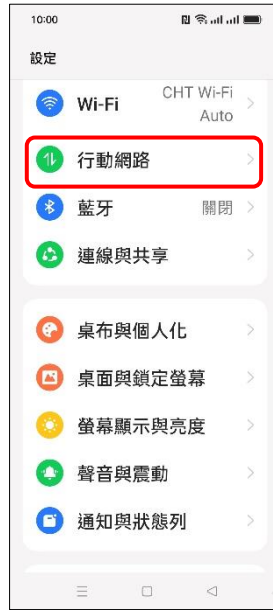 10:00
設定
Wi-Fi
CHT Wi-Fi
Auto
行動網路
藍牙
關閉
連線與共享
桌布與個人化
桌面與鎖定螢幕
螢幕顯示與亮度
聲音與震動
通知與狀態列